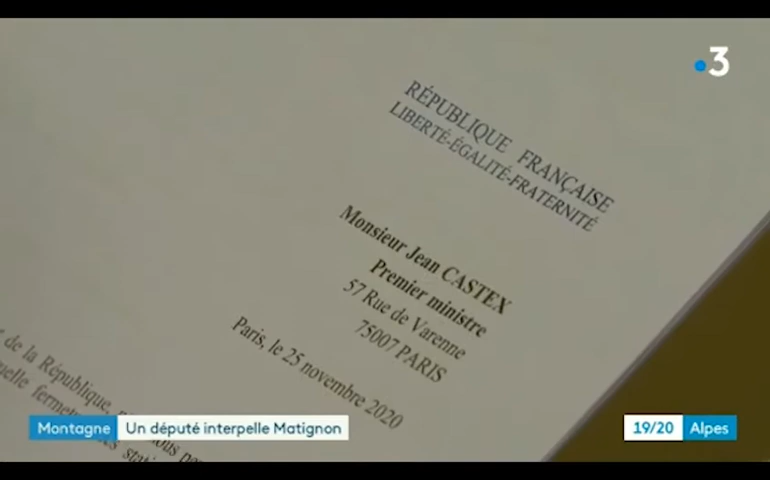 3
RÉPUBLIQUE FRANÇAISE
LIBERTÉ-ÉGALITÉ-FRATERNITÉ
Monsieur Jean CASTEX
Premier ministre
57 Rue de Varenne
75007 PARIS
Paris, le 25 novembre 2020
de la République,
Montagne
Un député interpelle Matignon
19/20 Alpes